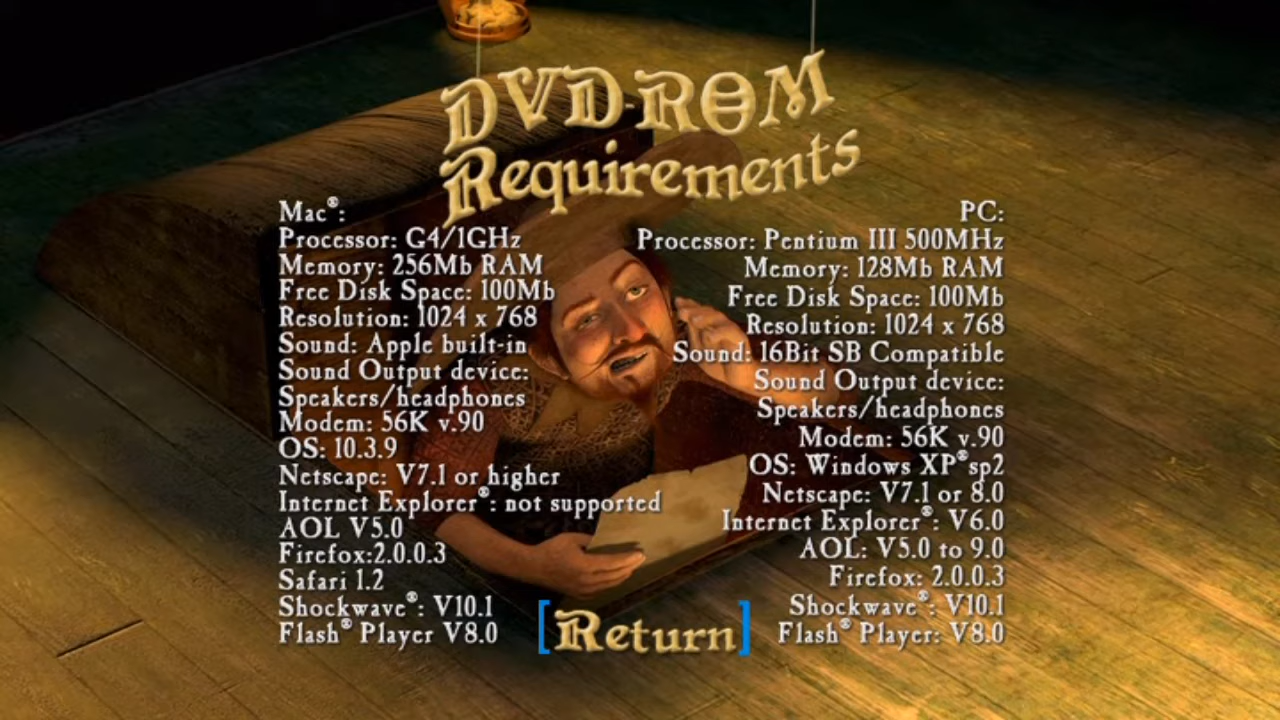 DVD-ROM
Requirements
Mac®:
Processor: G4/1GHz
Memory: 256Mb RAM
Free Disk Space: 100Mb
Resolution: 1024 x 768
Sound: Apple built-in
Sound Output device:
Speakers/headphones
Modem: 56K v.90
OS: 10.3.9
Netscape: V7.1 or higher
Internet Explorer®: not supported
AOL V5.0
Firefox:2.0.0.3
Safari 1.2
Shockwave®: V10.1
Flash® Player V8.0
PC:
Processor: Pentium III 500MHz
Memory: 128Mb RAM
Free Disk Space: 100Mb
Resolution: 1024 x 768
Sound: 16Bit SB Compatible
Sound Output device:
Speakers/headphones
Modem: 56K v.90
OS: Windows XP®sp2
Netscape: V7.1 or 8.0
Internet Explorer®: V6.0
AOL: V5.0 to 9.0
Firefox: 2.0.0.3
Shockwave®: V10.1
Flash® Player: V8.0
[Return]